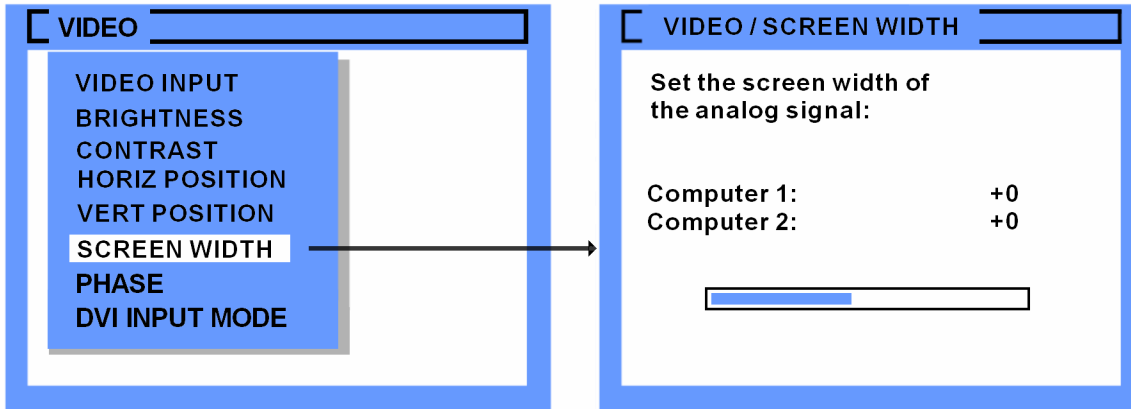 VIDEO
VIDEO INPUT
BRIGHTNESS
CONTRAST
HORIZ POSITION
VERT POSITION
SCREEN WIDTH
PHASE
DVI INPUT MODE
VIDEO / SCREEN WIDTH
Set the screen width of
the analog signal:
Computer 1: +0
Computer 2: +0